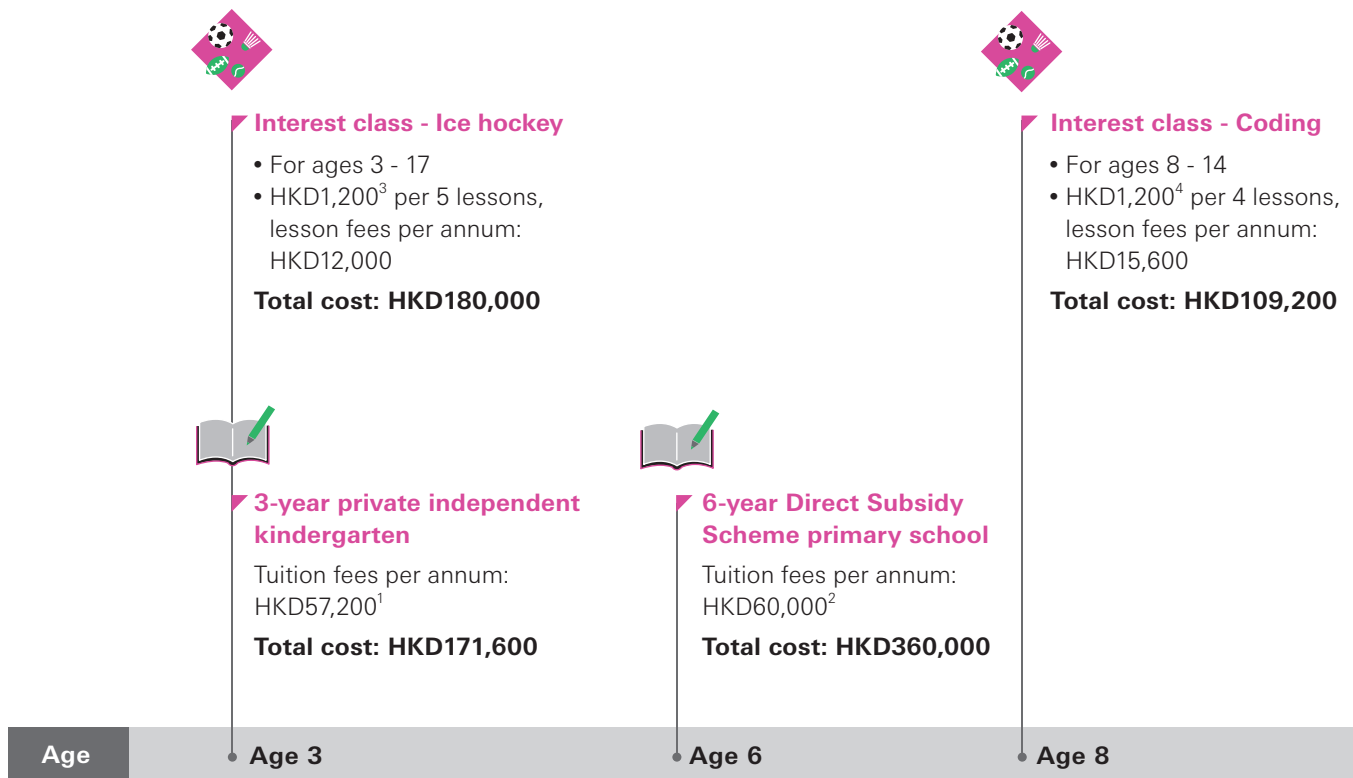 Interest class - Ice hockey
• For ages 3 - 17
• HKD1,200³ per 5 lessons,
lesson fees per annum:
HKD12,000
Total cost: HKD180,000
Interest class - Coding
• For ages 8 - 14
• HKD1,200⁴ per 4 lessons,
lesson fees per annum:
HKD15,600
Total cost: HKD109,200
3-year private independent
kindergarten
Tuition fees per annum:
HKD57,200¹
Total cost: HKD171,600
6-year Direct Subsidy
Scheme primary school
Tuition fees per annum:
HKD60,000²
Total cost: HKD360,000
Age
Age 3
Age 6
Age 8